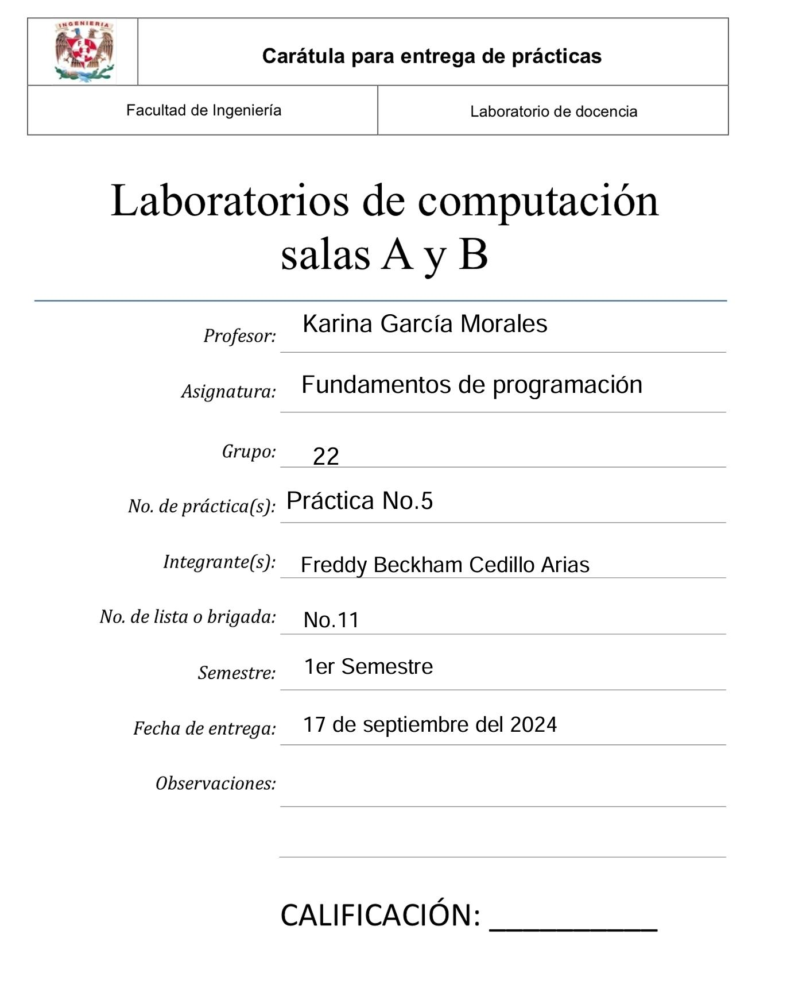 INGENIERIA
F I
Carátula para entrega de prácticas
Facultad de Ingeniería
Laboratorio de docencia
Laboratorios de computación
salas A y B
Profesor: Karina García Morales
Asignatura: Fundamentos de programación
Grupo: 22
No. de práctica(s): Práctica No.5
Integrante(s): Freddy Beckham Cedillo Arias
No. de lista o brigada: No.11
Semestre: 1er Semestre
Fecha de entrega: 17 de septiembre del 2024
Observaciones:
CALIFICACIÓN: __________